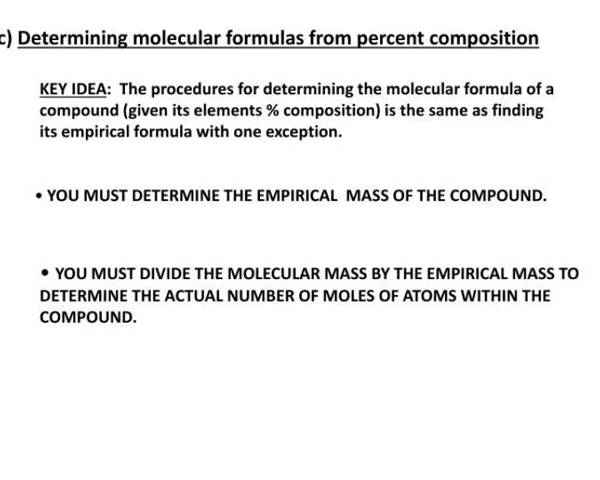 c) Determining molecular formulas from percent composition
KEY IDEA: The procedures for determining the molecular formula of a
compound (given its elements % composition) is the same as finding
its empirical formula with one exception.
• YOU MUST DETERMINE THE EMPIRICAL MASS OF THE COMPOUND.
• YOU MUST DIVIDE THE MOLECULAR MASS BY THE EMPIRICAL MASS TO
DETERMINE THE ACTUAL NUMBER OF MOLES OF ATOMS WITHIN THE
COMPOUND.